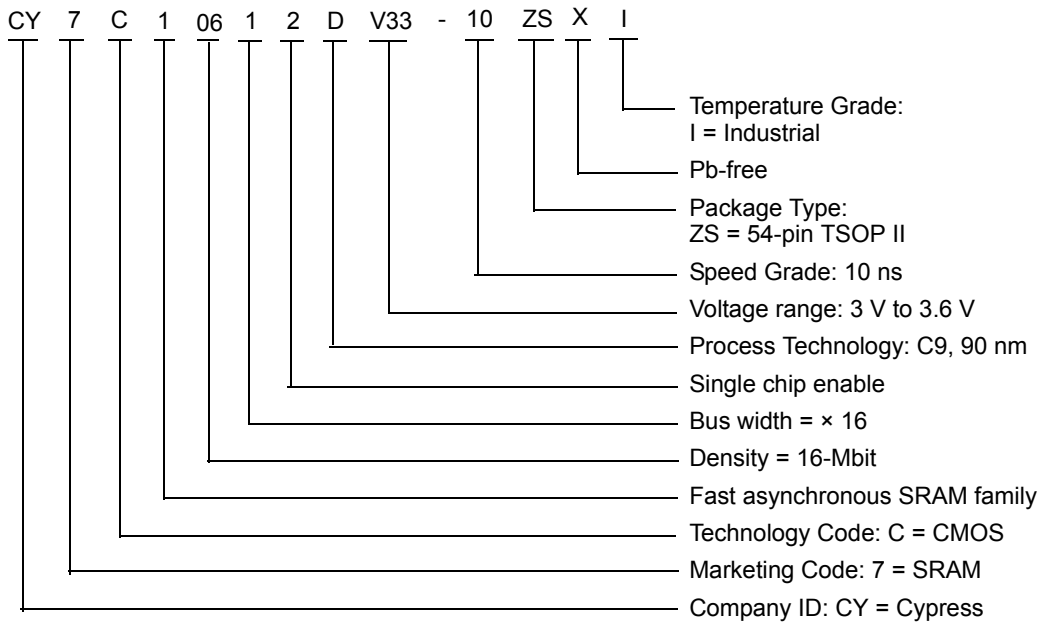 CY 7 C 1 06 1 2 D V33 - 10 ZS X I
Temperature Grade:
I = Industrial
Pb-free
Package Type:
ZS = 54-pin TSOP II
Speed Grade: 10 ns
Voltage range: 3 V to 3.6 V
Process Technology: C9, 90 nm
Single chip enable
Bus width = × 16
Density = 16-Mbit
Fast asynchronous SRAM family
Technology Code: C = CMOS
Marketing Code: 7 = SRAM
Company ID: CY = Cypress